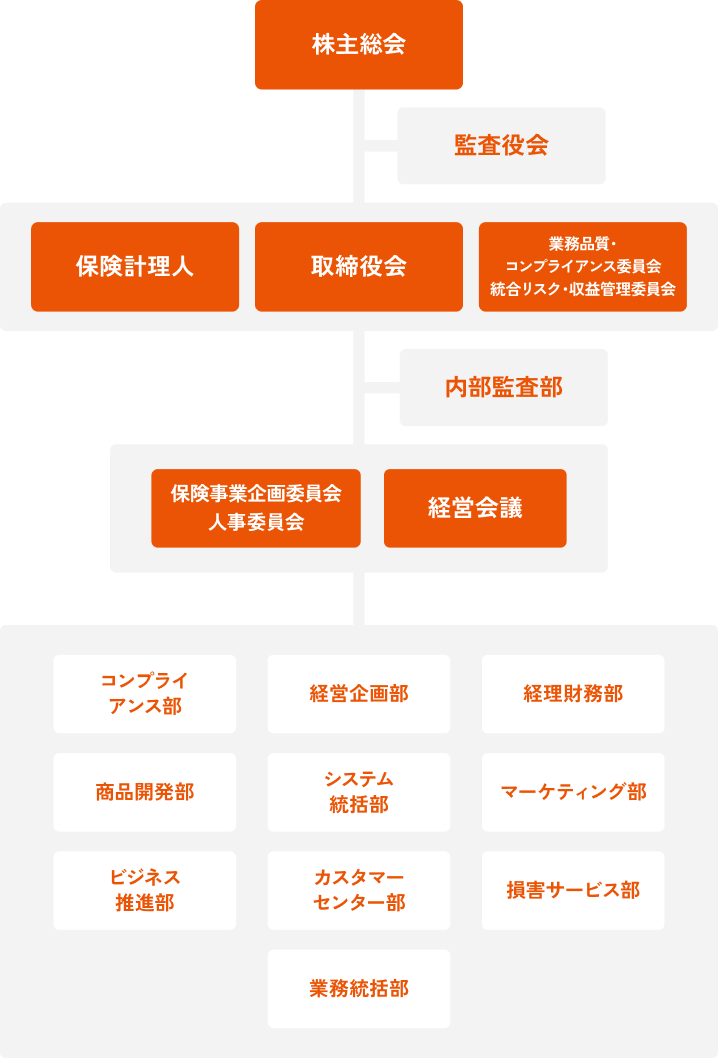 株主総会
監査役会
保険計理人
取締役会
業務品質・
コンプライアンス委員会
統合リスク・収益管理委員会
内部監査部
保険事業企画委員会
人事委員会
経営会議
コンプライ
アンス部
経営企画部
経理財務部
商品開発部
システム
統括部
マーケティング部
ビジネス
推進部
カスタマー
センター部
損害サービス部
業務統括部